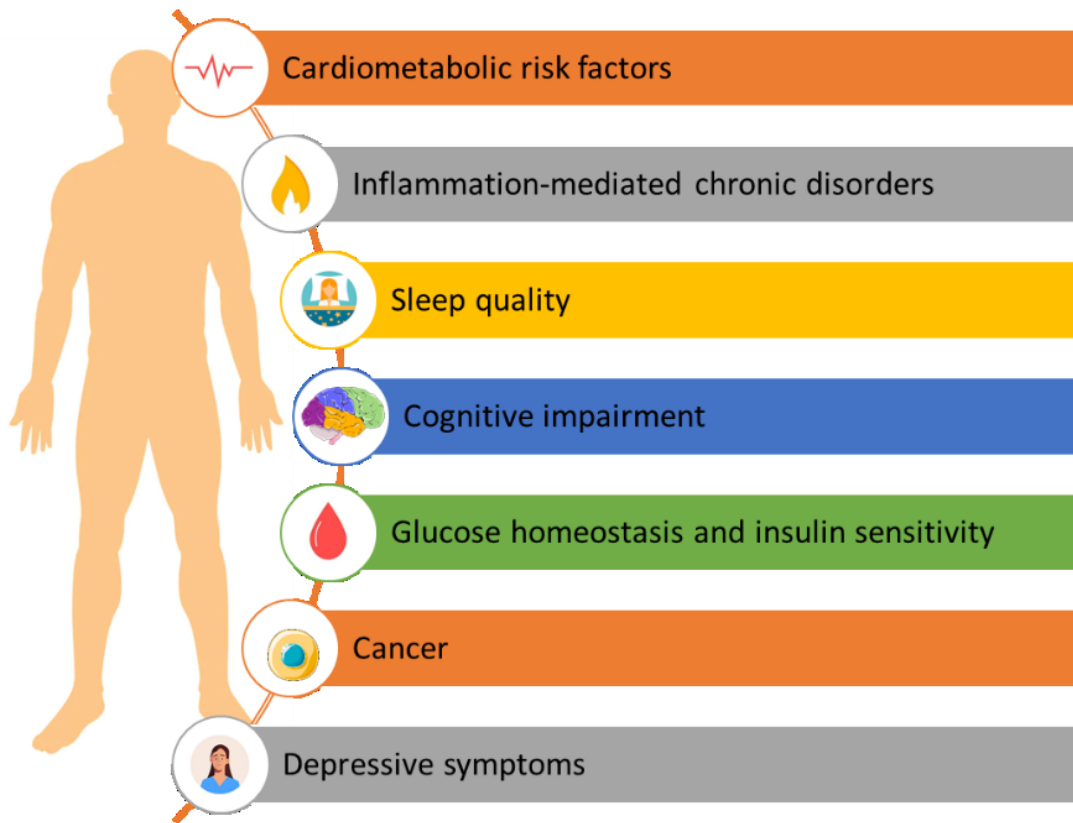 Cardiometabolic risk factors
Inflammation-mediated chronic disorders
Sleep quality
Cognitive impairment
Glucose homeostasis and insulin sensitivity
Cancer
Depressive symptoms